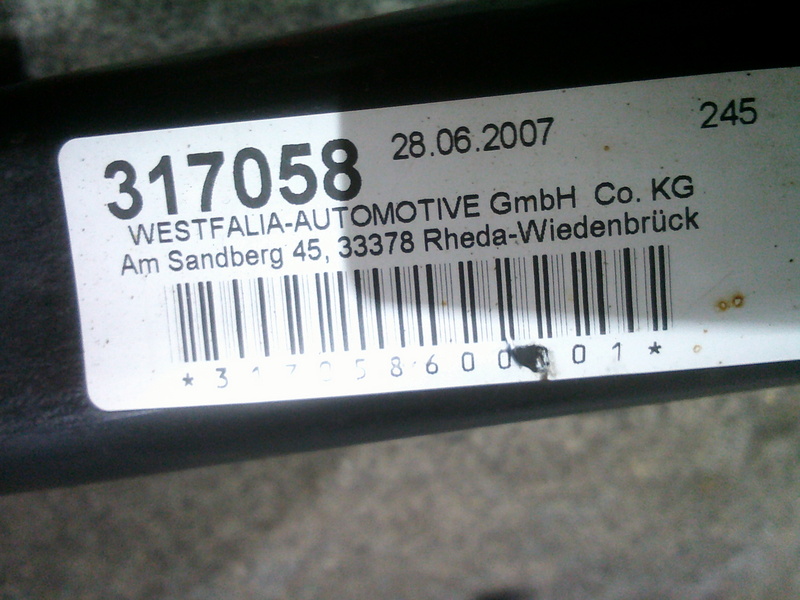 317058 28.06.2007 245
WESTFALIA-AUTOMOTIVE GmbH Co. KG
Am Sandberg 45, 33378 Rheda-Wiedenbrück